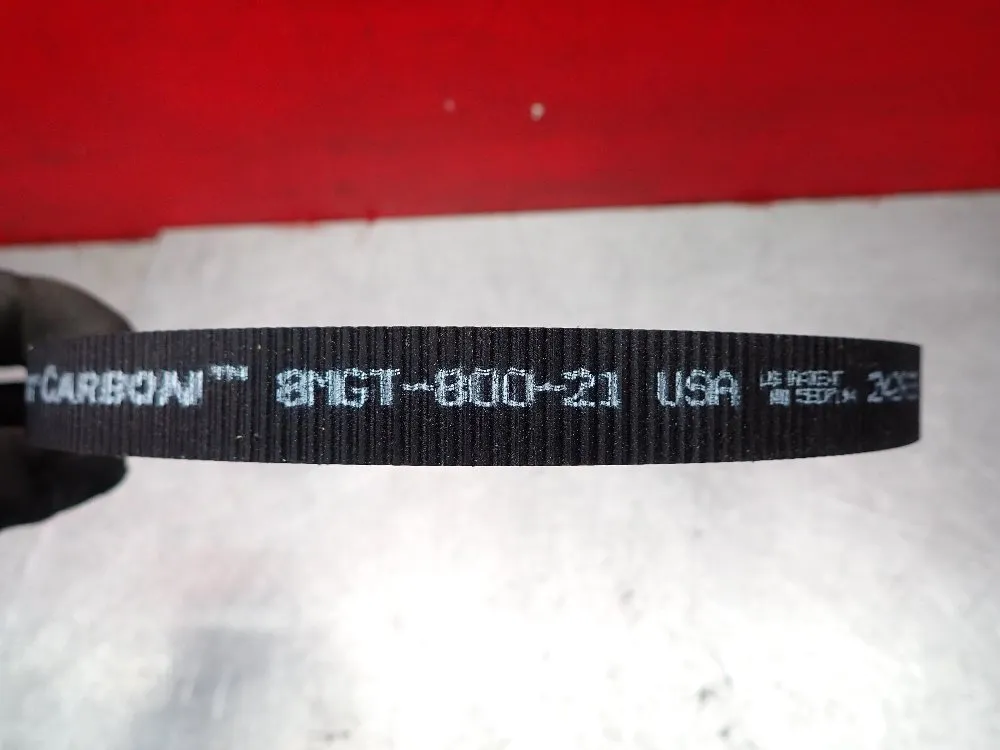 CARBON™ 8MGT-800-21 USA